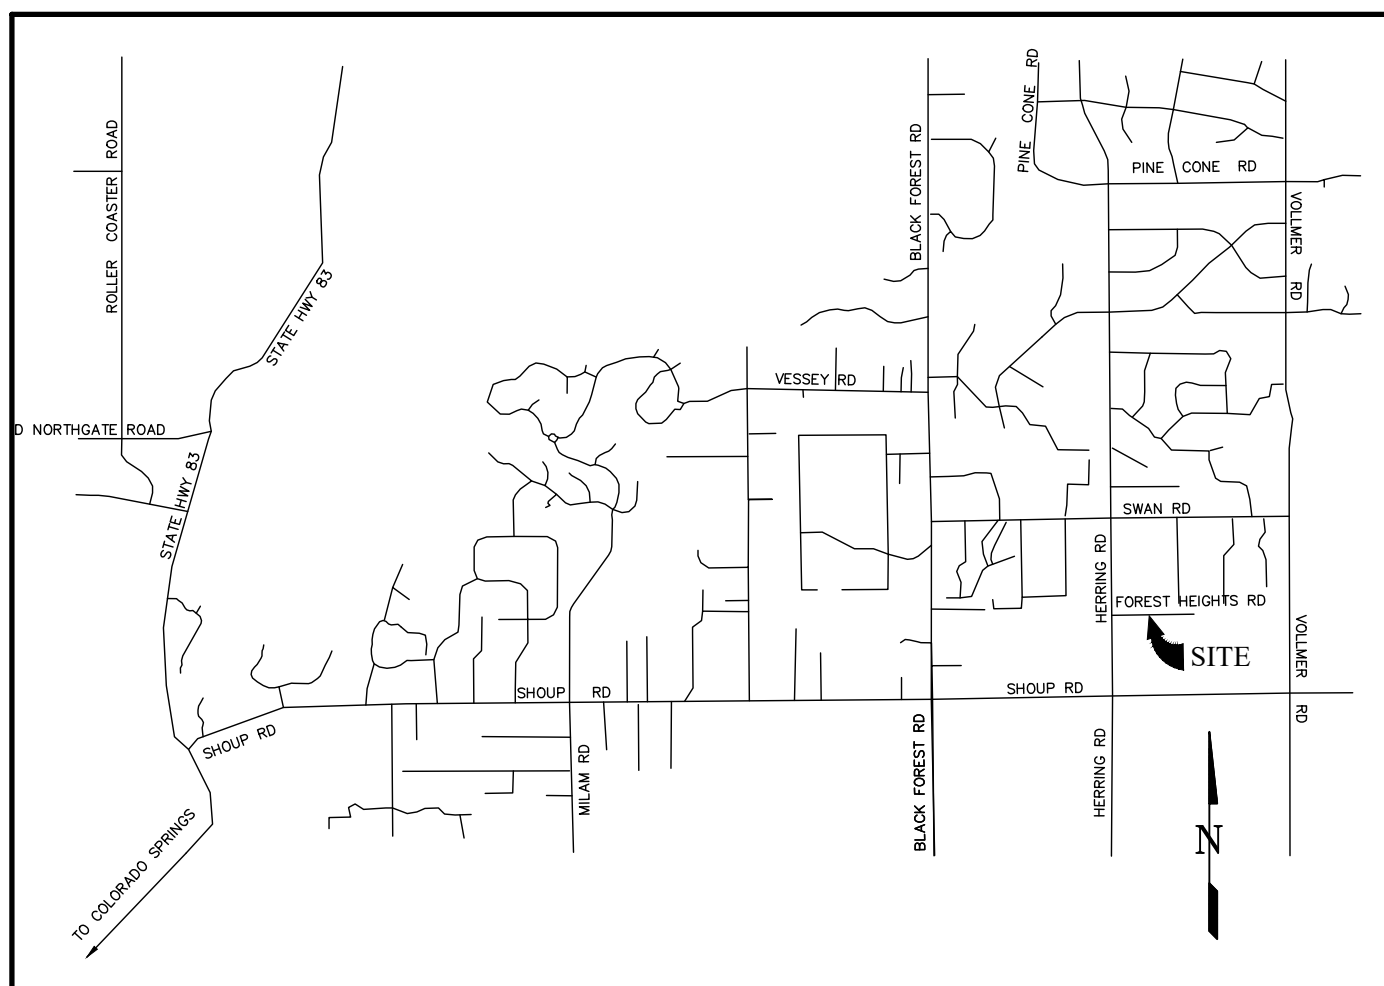 PINE CONE RD
ROLLER COASTER ROAD
BLACK FOREST RD
PINE CONE RD
VOLLMER RD
STATE HWY 83
VESSEY RD
D NORTHGATE ROAD
STATE HWY 83
SWAN RD
HERRING RD
FOREST HEIGHTS RD
SITE
VOLLMER RD
SHOUP RD
SHOUP RD
SHOUP RD
MILAM RD
BLACK FOREST RD
HERRING RD
TO COLORADO SPRINGS
N